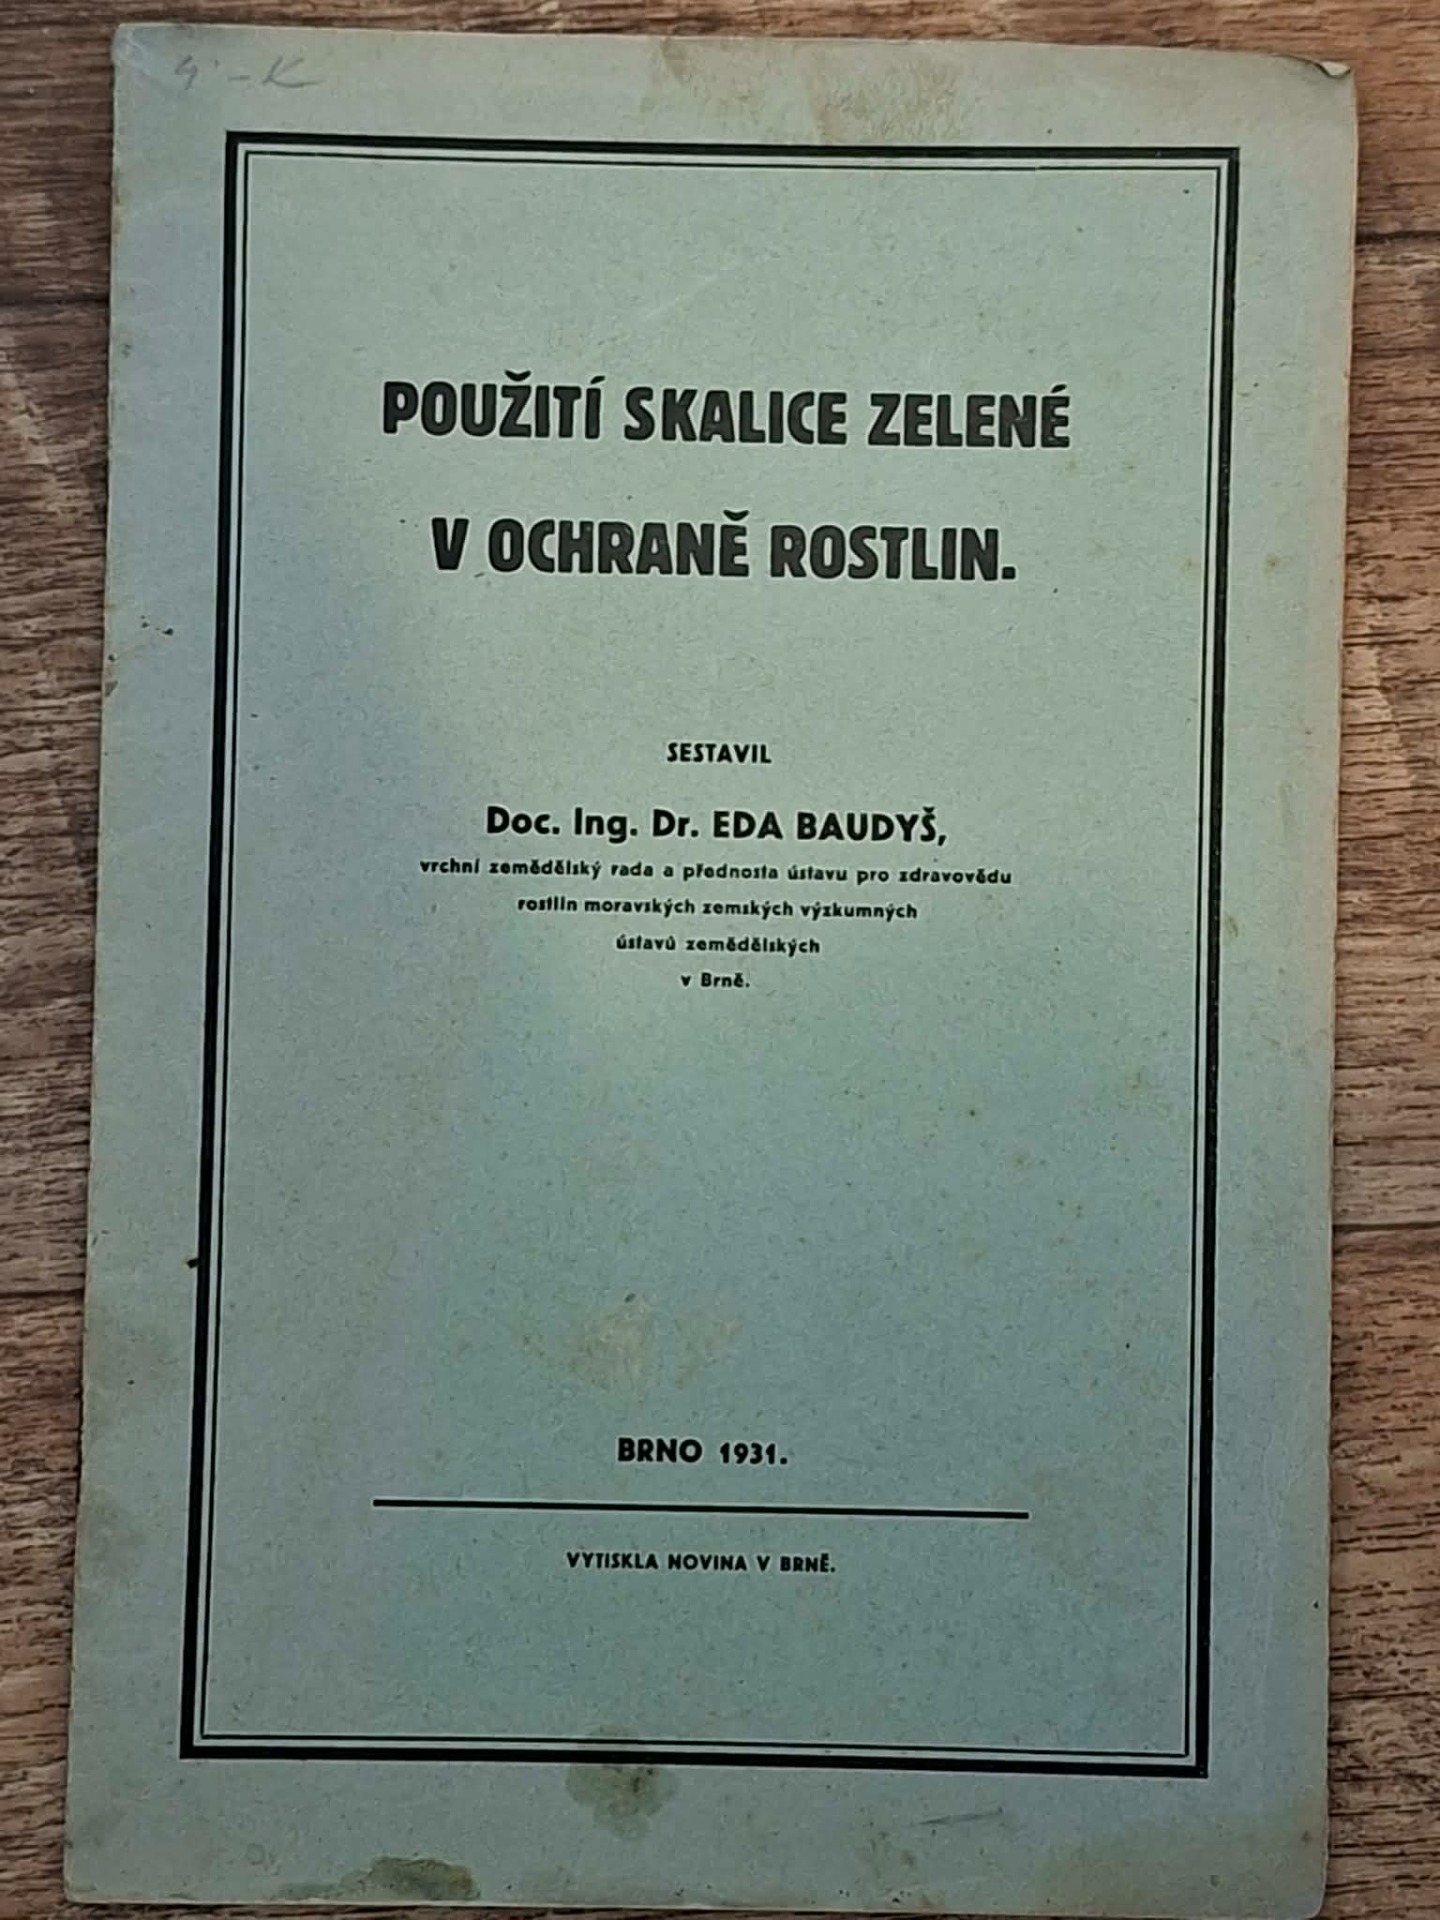 4 - K
POUŽITÍ SKALICE ZELENÉ
V OCHRANĚ ROSTLIN.
SESTAVIL
Doc. Ing. Dr. EDA BAUDYŠ,
vrchní zemědělský rada a přednosta ústavu pro zdravovědu
rostlin moravských zemských výzkumných
ústavů zemědělských
v Brně.
BRNO 1931.
VYTISKLA NOVINA V BRNĚ.